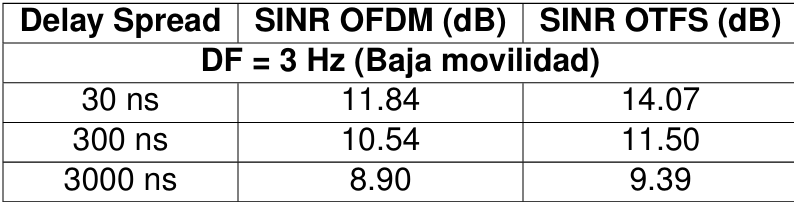 Delay Spread SINR OFDM (dB) SINR OTFS (dB)
DF = 3 Hz (Baja movilidad)
30 ns 11.84 14.07
300 ns 10.54 11.50
3000 ns 8.90 9.39